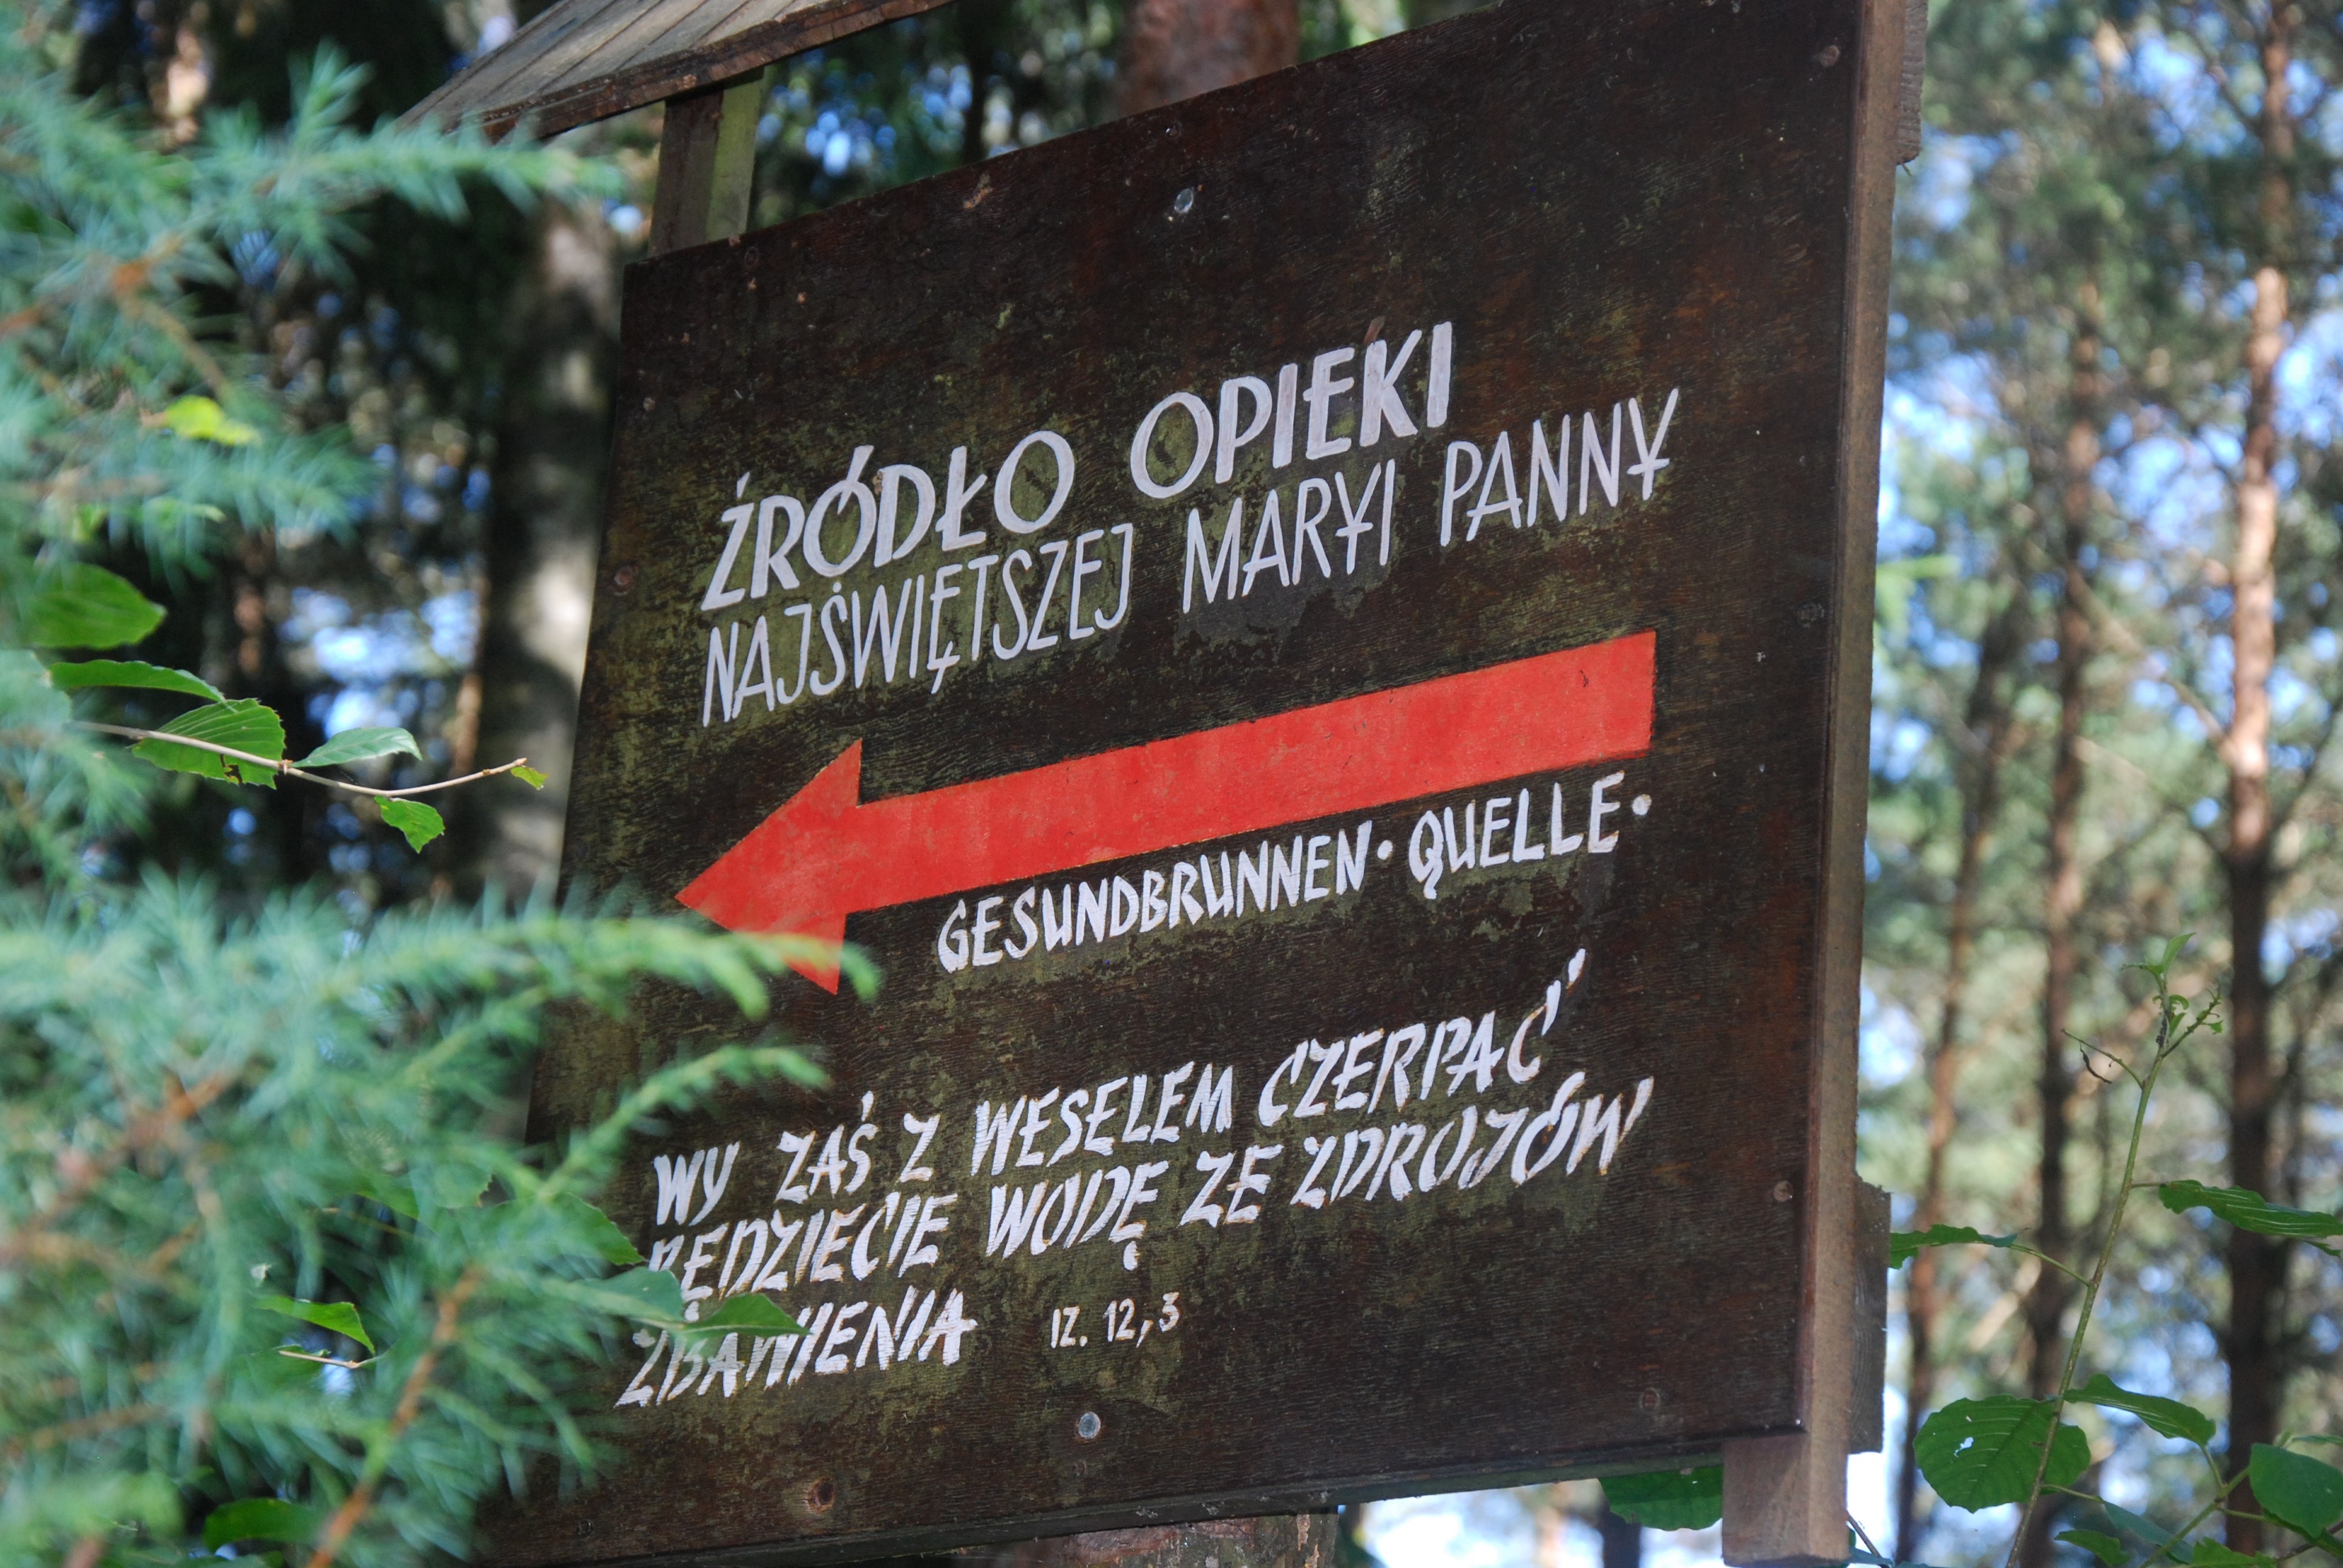 ŹRÓDŁO OPIEKI
NAJŚWIĘTSZEJ MARYI PANNY
GESUNDBRUNNEN · QUELLE ·
WY ZAŚ Z WESELEM CZERPAĆ
BĘDZIECIE WODĘ ZE ZDROJÓW
ZBAWIENIA IZ. 12,3